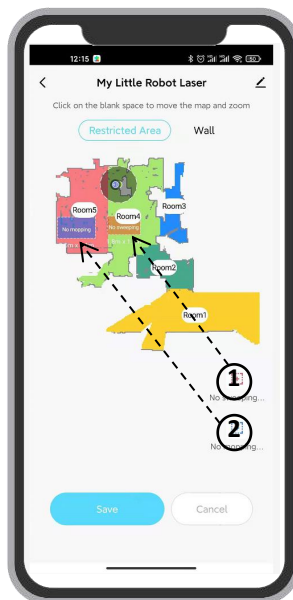 12:15
My Little Robot Laser
Click on the blank space to move the map and zoom
Restricted Area Wall
Room5
Room4
Room3
No mopping
No sweeping
Room2
Room1
1
No sweeping...
2
No mopping...
Save Cancel